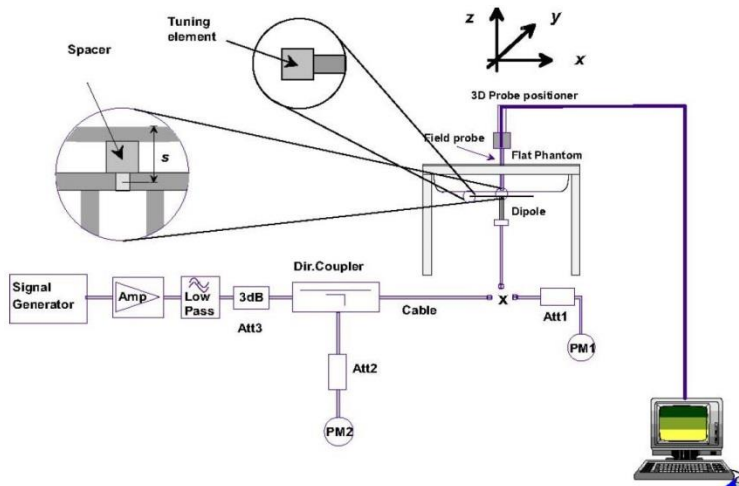 Tuning
element
Spacer
s
z
y
x
3D Probe positioner
Field probe
Flat Phantom
Dipole
Signal
Generator
Amp
Low
Pass
3dB
Att3
Dir.Coupler
Cable
x
Att1
PM1
Att2
PM2